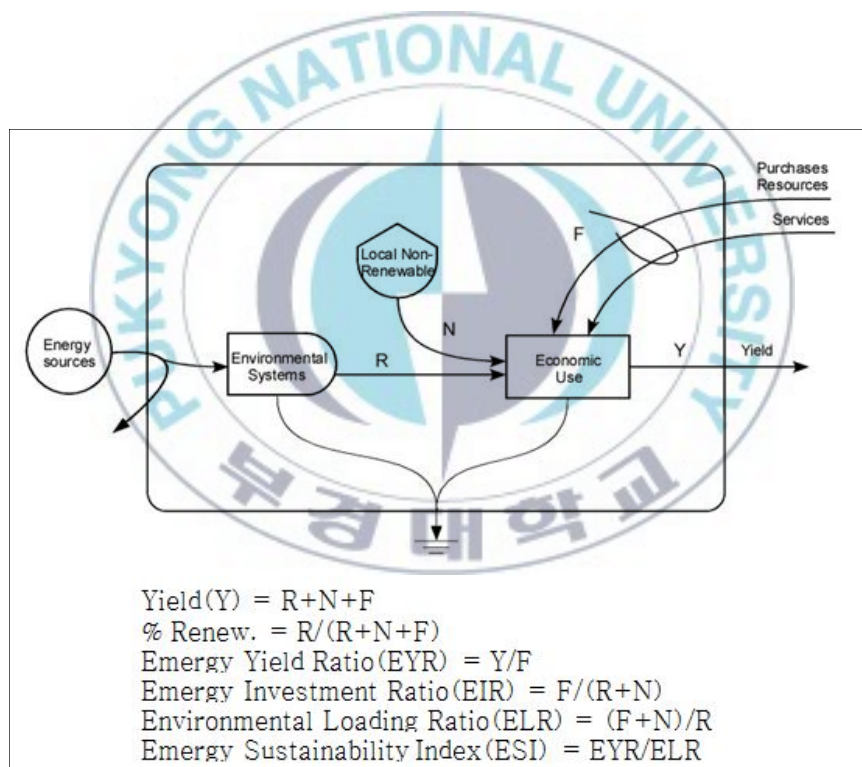 PUKYONG NATIONAL UNIVERSITY
Purchases
Resources
Services
F
Local Non-
Renewable
N
Energy
sources
Environmental
Systems
R
Economic
Use
Y
Yield
부경대학교
Yield(Y) = R+N+F
% Renew. = R/(R+N+F)
Emergy Yield Ratio(EYR) = Y/F
Emergy Investment Ratio(EIR) = F/(R+N)
Environmental Loading Ratio(ELR) = (F+N)/R
Emergy Sustainability Index(ESI) = EYR/ELR